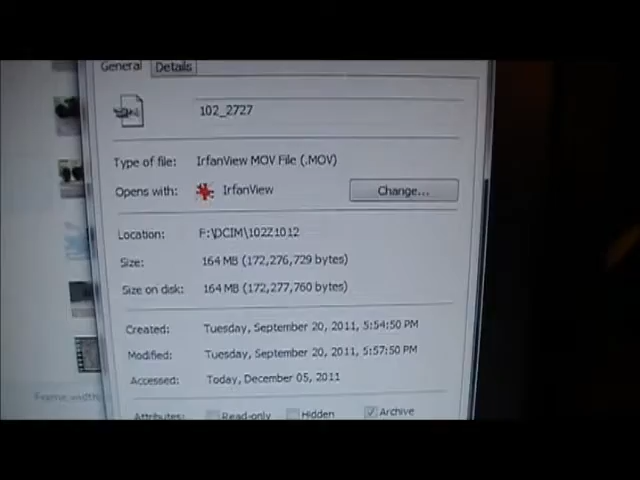 General Details
102_2727
Type of file: IrfanView MOV File (.MOV)
Opens with: IrfanView Change...
Location: F:\DCIM\102Z1012
Size: 164 MB (172,276,729 bytes)
Size on disk: 164 MB (172,277,760 bytes)
Created: Tuesday, September 20, 2011, 5:54:50 PM
Modified: Tuesday, September 20, 2011, 5:57:50 PM
Accessed: Today, December 05, 2011
Frame width
Attributes: Read-only Hidden Archive